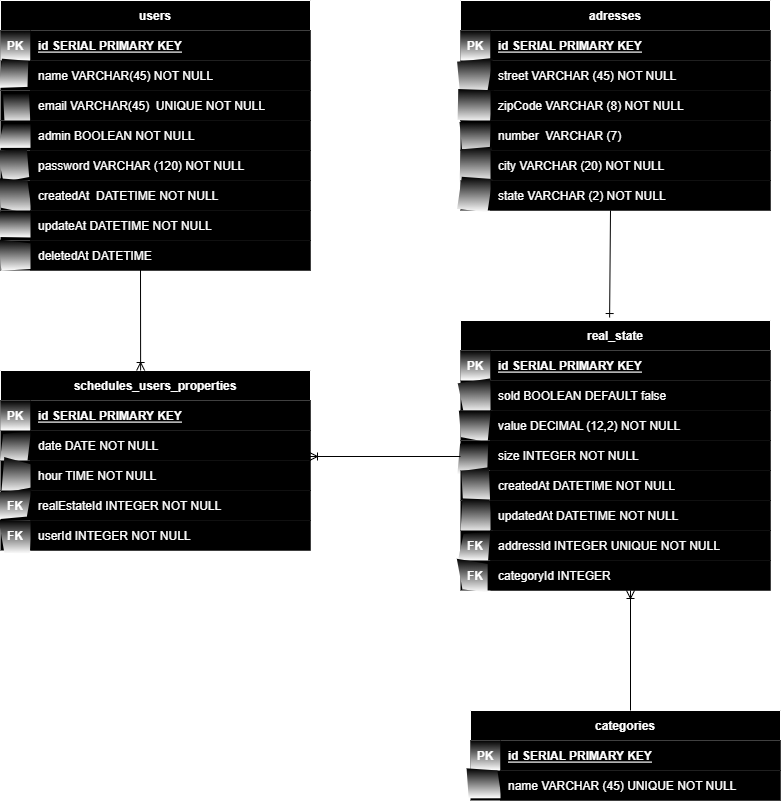 users
PK id SERIAL PRIMARY KEY
name VARCHAR(45) NOT NULL
email VARCHAR(45) UNIQUE NOT NULL
admin BOOLEAN NOT NULL
password VARCHAR (120) NOT NULL
createdAt DATETIME NOT NULL
updateAt DATETIME NOT NULL
deletedAt DATETIME
adresses
PK id SERIAL PRIMARY KEY
street VARCHAR (45) NOT NULL
zipCode VARCHAR (8) NOT NULL
number VARCHAR (7)
city VARCHAR (20) NOT NULL
state VARCHAR (2) NOT NULL
schedules_users_properties
PK id SERIAL PRIMARY KEY
date DATE NOT NULL
hour TIME NOT NULL
FK realEstateId INTEGER NOT NULL
FK userId INTEGER NOT NULL
real_state
PK id SERIAL PRIMARY KEY
sold BOOLEAN DEFAULT false
value DECIMAL (12,2) NOT NULL
size INTEGER NOT NULL
createdAt DATETIME NOT NULL
updatedAt DATETIME NOT NULL
FK addressId INTEGER UNIQUE NOT NULL
FK categoryId INTEGER
categories
PK id SERIAL PRIMARY KEY
name VARCHAR (45) UNIQUE NOT NULL